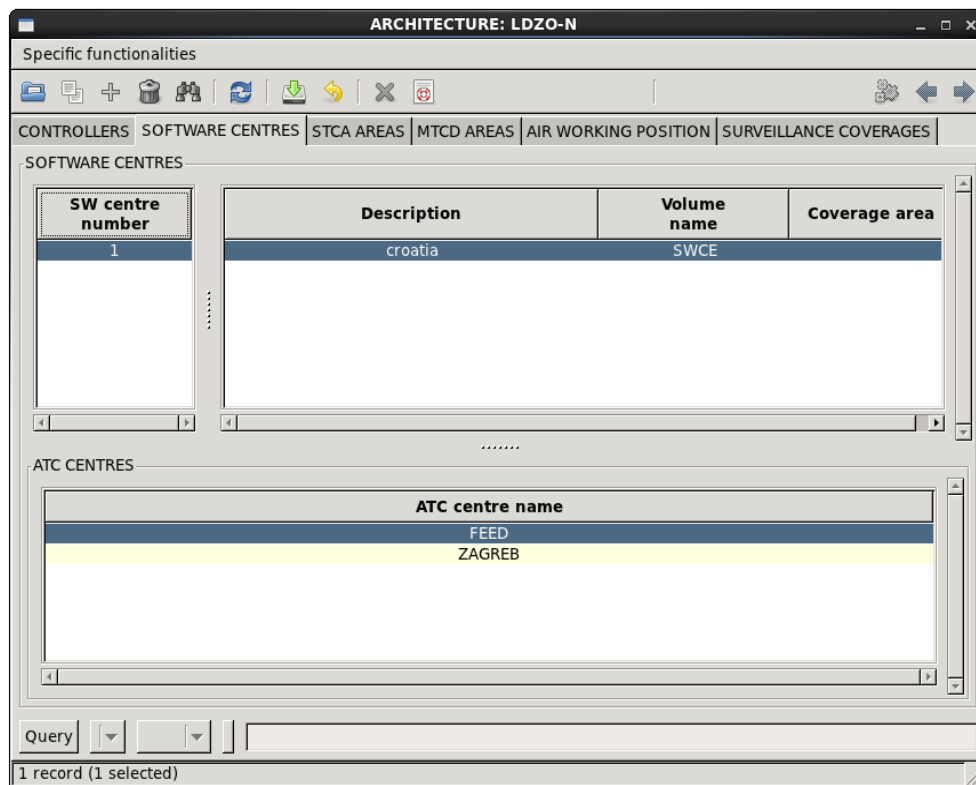 ARCHITECTURE: LDZO-N
Specific functionalities
CONTROLLERS SOFTWARE CENTRES STCA AREAS MTCD AREAS AIR WORKING POSITION SURVEILLANCE COVERAGES
SOFTWARE CENTRES
SW centre number Description Volume name Coverage area
1 croatia SWCE
ATC CENTRES
ATC centre name
FEED
ZAGREB
Query
1 record (1 selected)